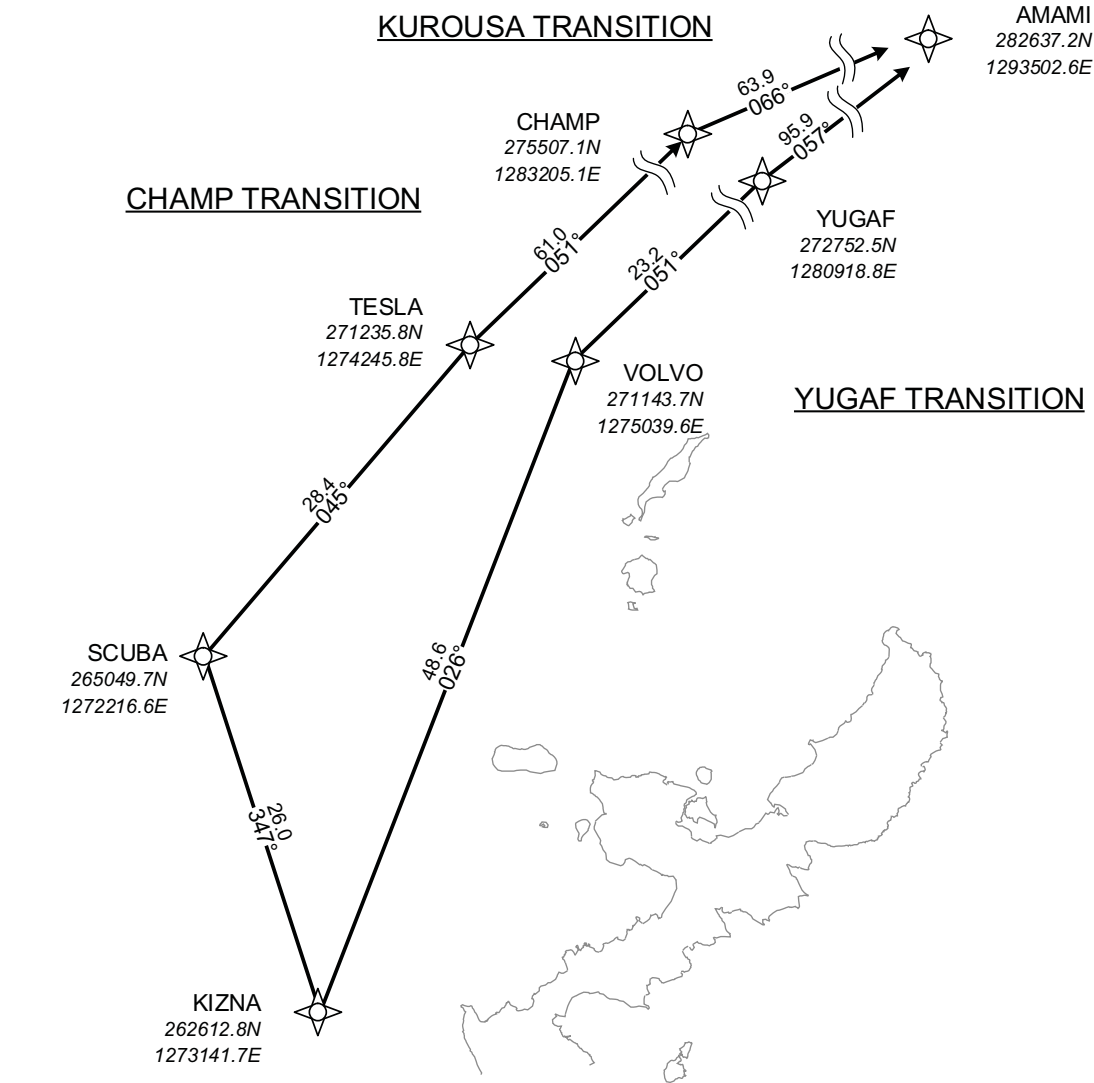 KUROUSA TRANSITION
AMAMI
282637.2N
1293502.6E
63.9
066°
CHAMP
275507.1N
1283205.1E
95.9
057°
CHAMP TRANSITION
YUGAF
272752.5N
1280918.8E
61.0
051°
23.2
051°
TESLA
271235.8N
1274245.8E
VOLVO
271143.7N
1275039.6E
YUGAF TRANSITION
28.4
045°
SCUBA
265049.7N
1272216.6E
48.6
026°
26.0
347°
KIZNA
262612.8N
1273141.7E